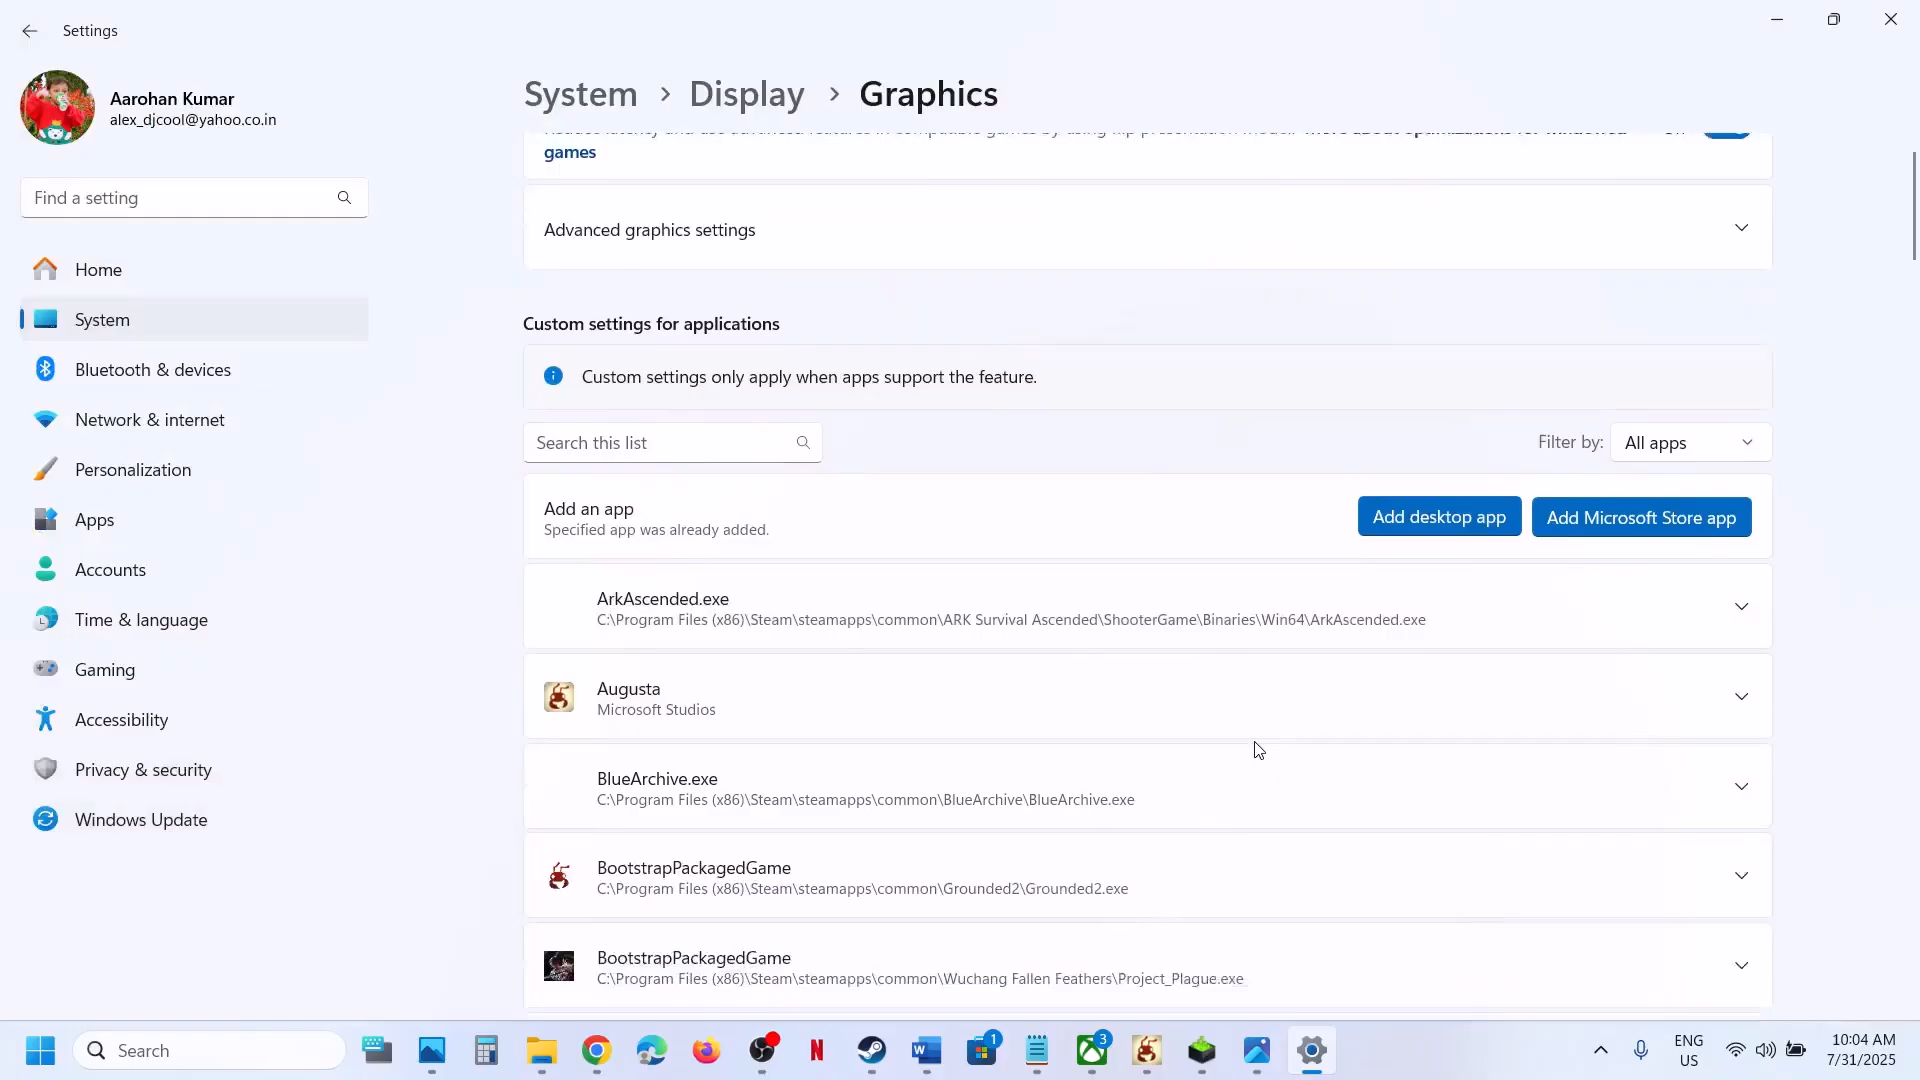 Settings
Aarohan Kumar
alex_djcool@yahoo.co.in
Find a setting
Home
System
Bluetooth & devices
Network & internet
Personalization
Apps
Accounts
Time & language
Gaming
Accessibility
Privacy & security
Windows Update
System > Display > Graphics
games
Advanced graphics settings
Custom settings for applications
Custom settings only apply when apps support the feature.
Search this list
Filter by: All apps
Add an app
Specified app was already added.
Add desktop app
Add Microsoft Store app
ArkAscended.exe
C:\Program Files (x86)\Steam\steamapps\common\ARK Survival Ascended\ShooterGame\Binaries\Win64\ArkAscended.exe
Augusta
Microsoft Studios
BlueArchive.exe
C:\Program Files (x86)\Steam\steamapps\common\BlueArchive\BlueArchive.exe
BootstrapPackagedGame
C:\Program Files (x86)\Steam\steamapps\common\Grounded2\Grounded2.exe
BootstrapPackagedGame
C:\Program Files (x86)\Steam\steamapps\common\Wuchang Fallen Feathers\Project_Plague.exe
Search
1
3
ENG
US
10:04 AM
7/31/2025